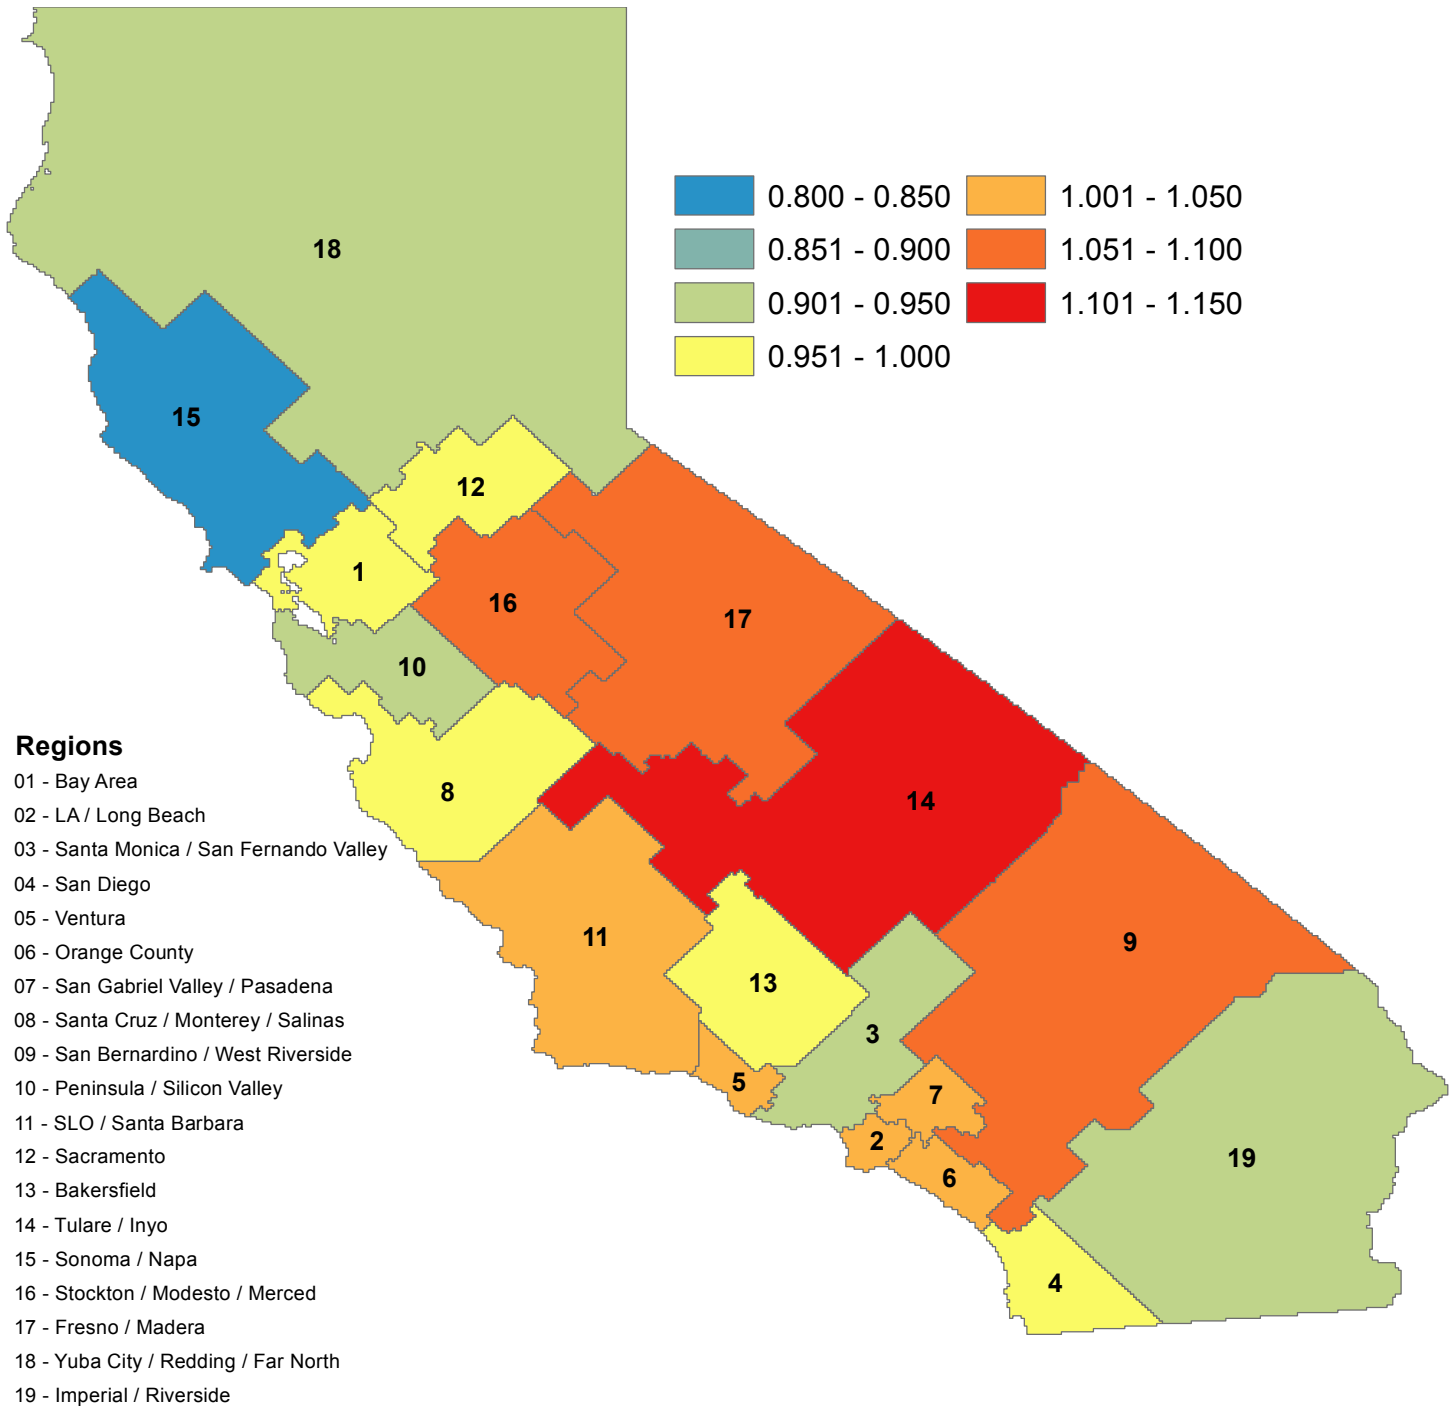 18
0.800 - 0.850 1.001 - 1.050
0.851 - 0.900 1.051 - 1.100
0.901 - 0.950 1.101 - 1.150
0.951 - 1.000
15
12
1
16
17
10
8
14
11
9
13
3
5
7
2
6
19
4
Regions
01 - Bay Area
02 - LA / Long Beach
03 - Santa Monica / San Fernando Valley
04 - San Diego
05 - Ventura
06 - Orange County
07 - San Gabriel Valley / Pasadena
08 - Santa Cruz / Monterey / Salinas
09 - San Bernardino / West Riverside
10 - Peninsula / Silicon Valley
11 - SLO / Santa Barbara
12 - Sacramento
13 - Bakersfield
14 - Tulare / Inyo
15 - Sonoma / Napa
16 - Stockton / Modesto / Merced
17 - Fresno / Madera
18 - Yuba City / Redding / Far North
19 - Imperial / Riverside